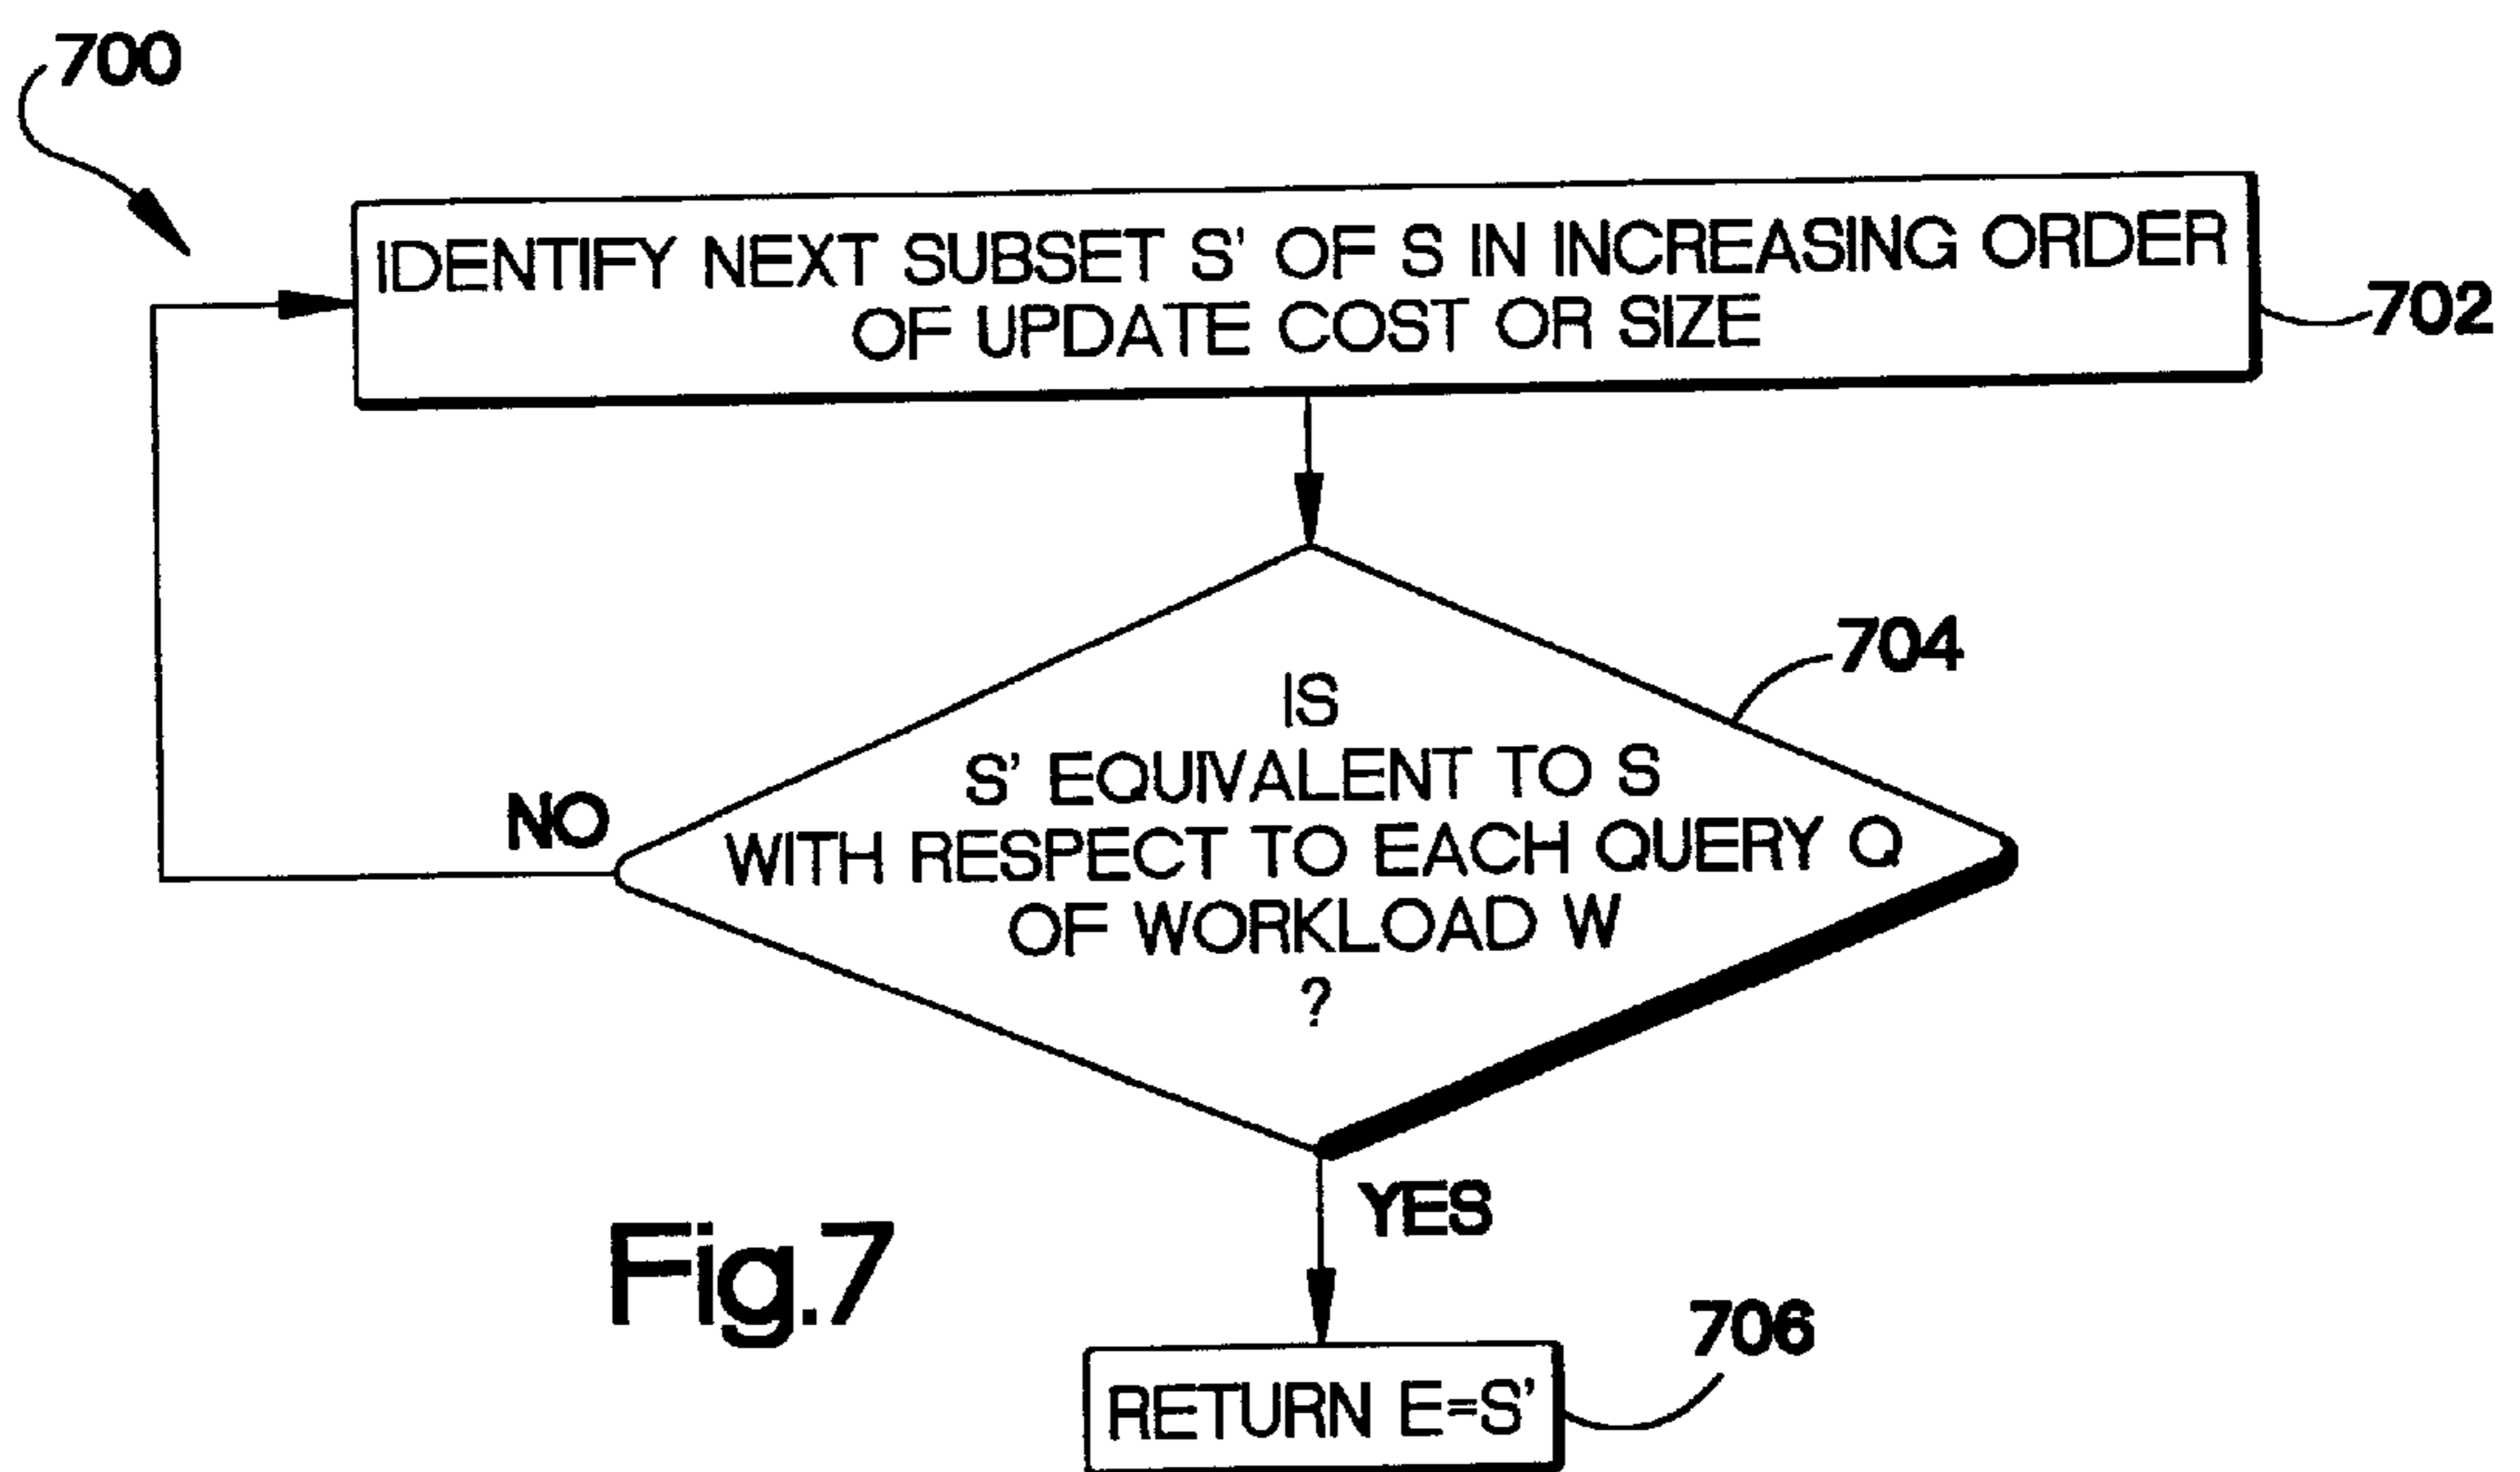 700
IDENTIFY NEXT SUBSET S' OF S IN INCREASING ORDER
OF UPDATE COST OR SIZE
702
704
IS
S' EQUIVALENT TO S
WITH RESPECT TO EACH QUERY Q
OF WORKLOAD W
?
NO
YES
Fig.7
706
RETURN E=S'